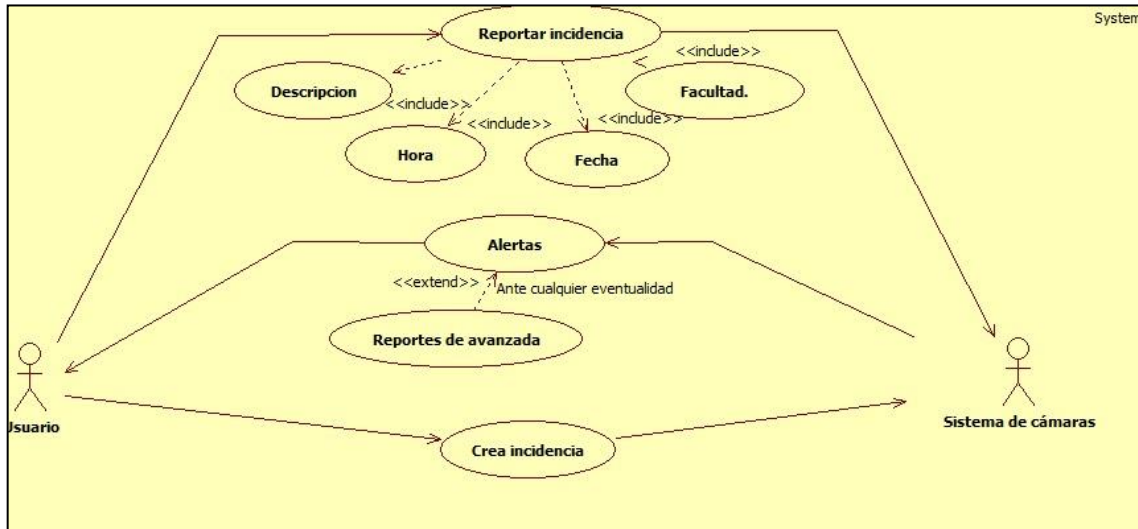 System
Reportar incidencia
<<include>>
Descripcion
Facultad.
<<include>>
<<include>>
<<include>>
Hora
Fecha
Alertas
<<extend>>
Ante cualquier eventualidad
Reportes de avanzada
Usuario
Sistema de cámaras
Crea incidencia